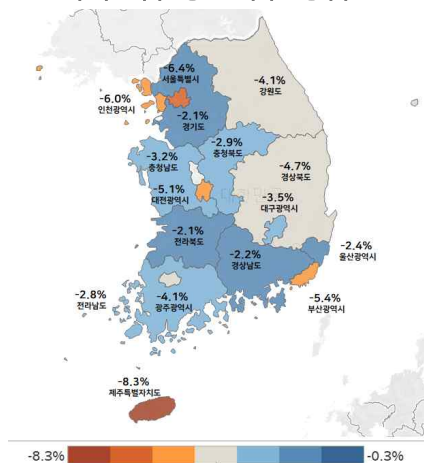 -6.4%
서울특별시
-4.1%
강원도
-6.0%
인천광역시
-2.1%
경기도
-2.9%
충청북도
-3.2%
충청남도
-4.7%
경상북도
-5.1%
대전광역시
-3.5%
대구광역시
-2.1%
전라북도
-2.2%
경상남도
-2.4%
울산광역시
-2.8%
전라남도
-4.1%
광주광역시
-5.4%
부산광역시
-8.3%
제주특별자치도
-8.3%
-0.3%